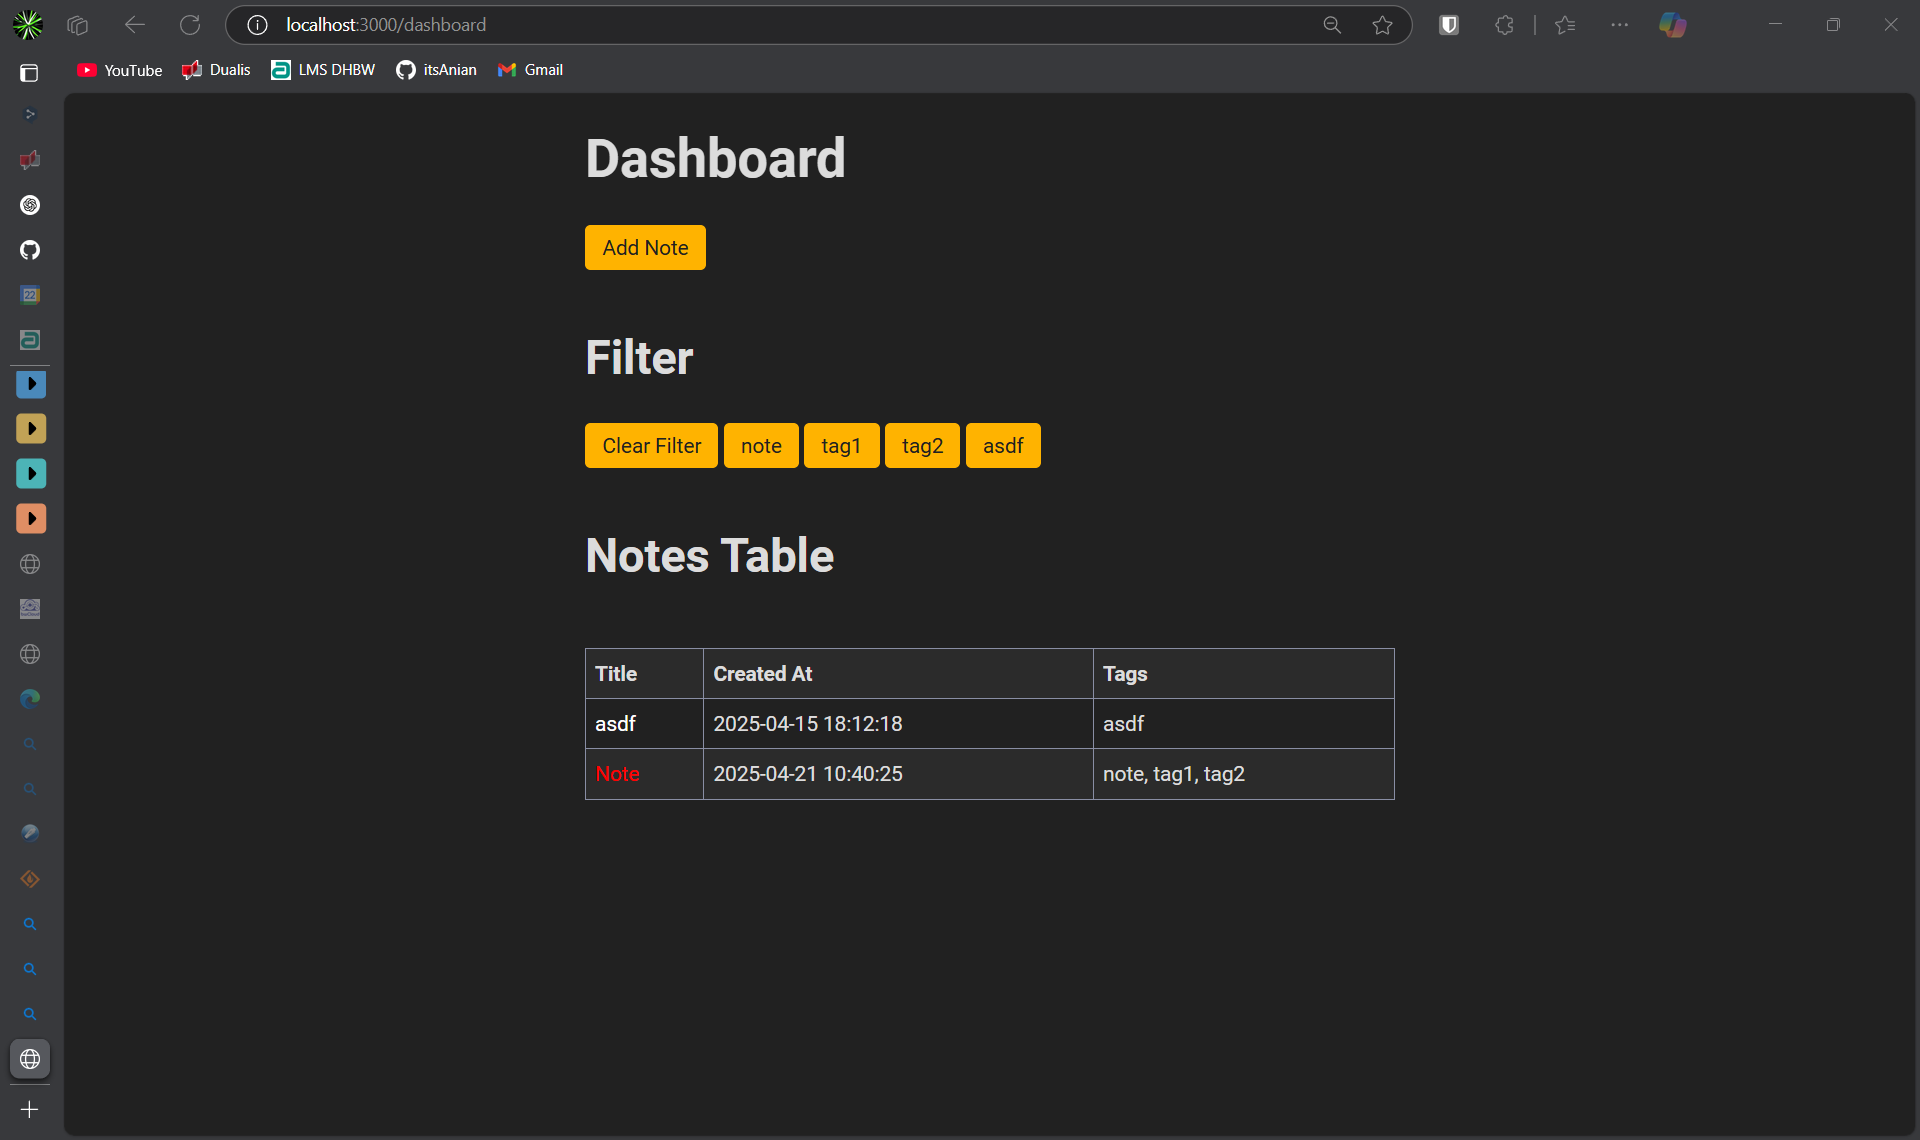 localhost:3000/dashboard
YouTube Dualis LMS DHBW itsAnian Gmail
Dashboard
Add Note
Filter
Clear Filter note tag1 tag2 asdf
Notes Table
Title Created At Tags
asdf 2025-04-15 18:12:18 asdf
Note 2025-04-21 10:40:25 note, tag1, tag2
22